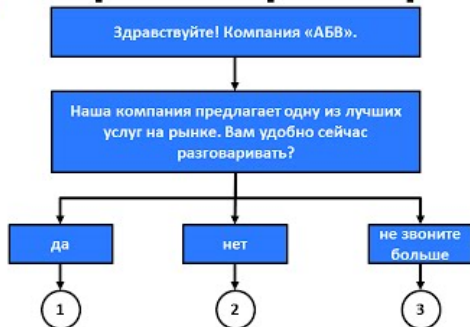 Здравствуйте! Компания «АБВ».
Наша компания предлагает одну из лучших
услуг на рынке. Вам удобно сейчас
разговаривать?
да
нет
не звоните
больше
1
2
3